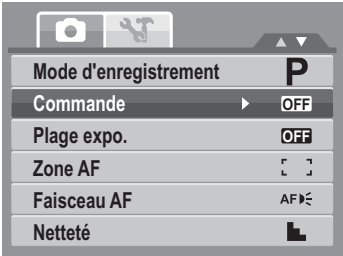 Mode d'enregistrement P
Commande OFF
Plage expo. OFF
Zone AF
Faisceau AF AF
Netteté